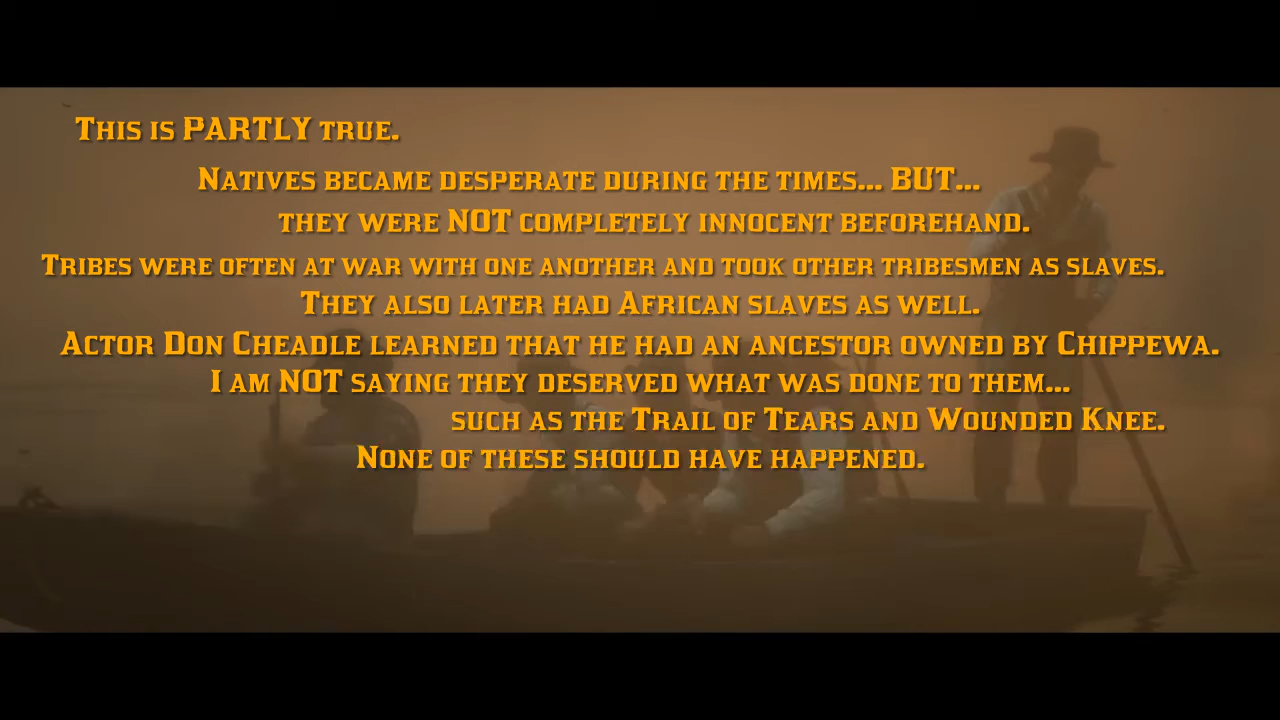 This is PARTLY true.
Natives became desperate during the times... BUT...
they were NOT completely innocent beforehand.
Tribes were often at war with one another and took other tribesmen as slaves.
They also later had African slaves as well.
Actor Don Cheadle learned that he had an ancestor owned by Chippewa.
I am NOT saying they deserved what was done to them...
such as the Trail of Tears and Wounded Knee.
None of these should have happened.